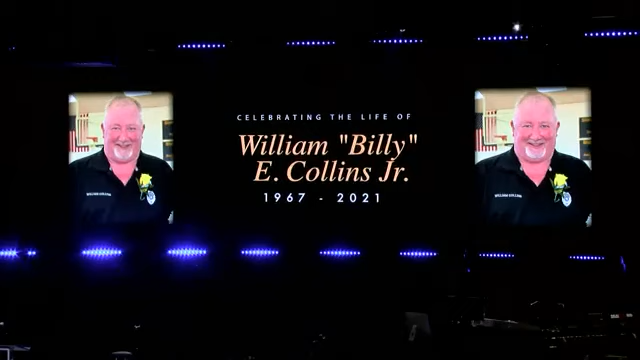 CELEBRATING THE LIFE OF
William "Billy"
E. Collins Jr.
1967 - 2021